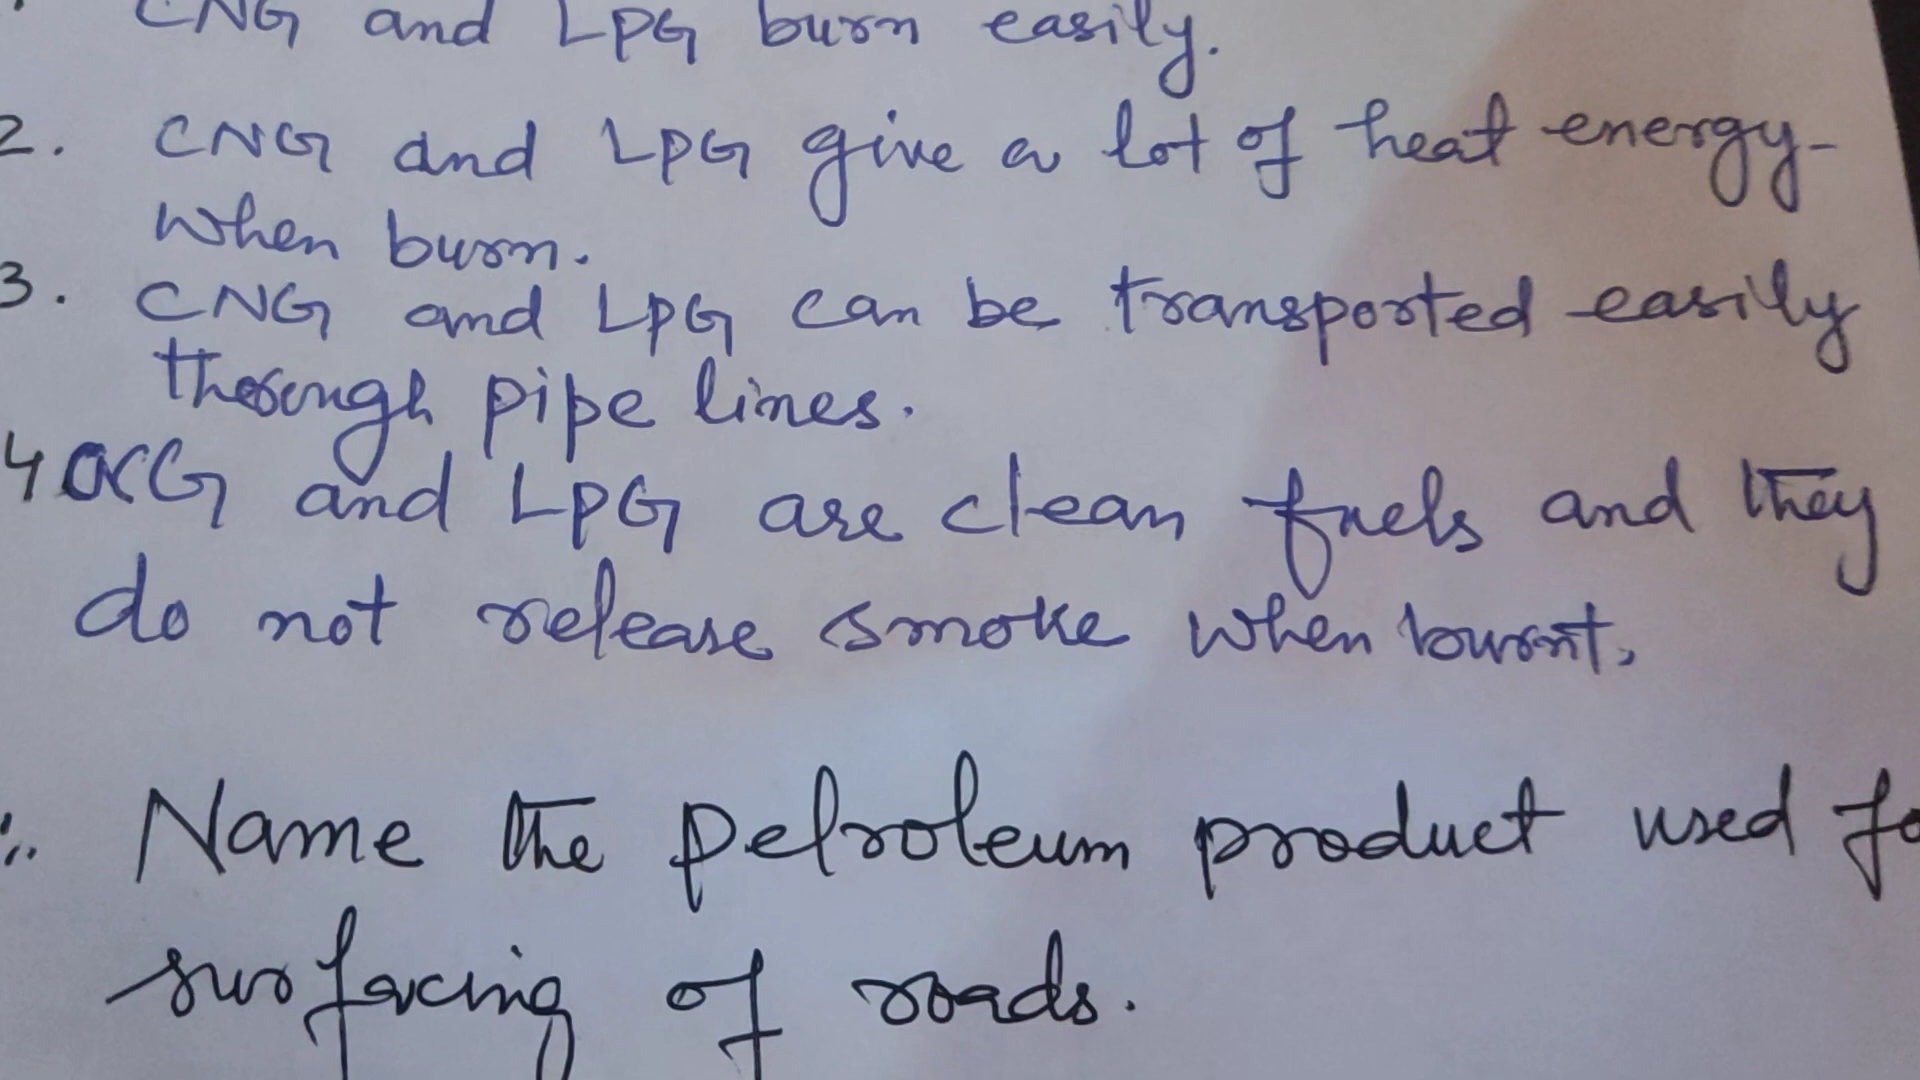 CNG and LPG burn easily.
2. CNG and LPG give a lot of heat energy-
when burn.
3. CNG and LPG can be transported easily
through pipe lines.
4 and LPG are clean fuels and they
do not release smoke when burnt.
Name the petroleum product used fo
surfacing of roads.